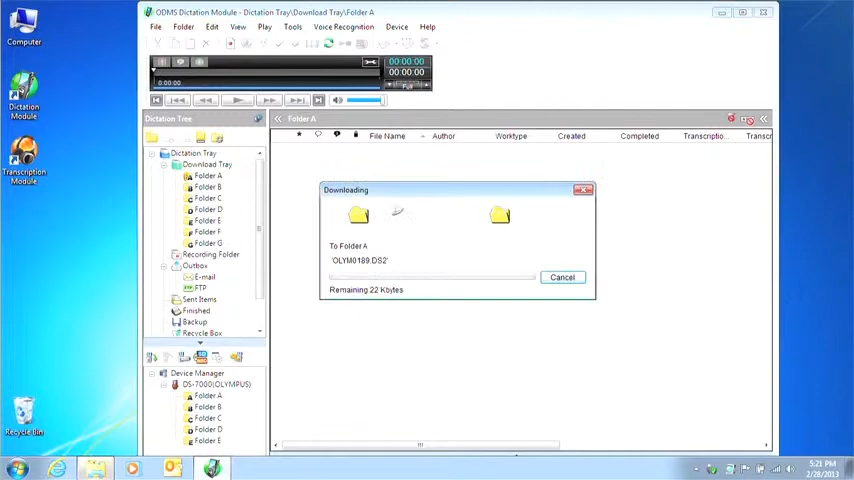 Computer
Dictation
Module
Transcription
Module
Recycle Bin
ODMS Dictation Module - Dictation Tray\Download Tray\Folder A
File Folder Edit View Play Tools Voice Recognition Device Help
00:00:00
00:00:00
0:00:00
Full
Dictation Tree
Folder A
File Name Author Worktype Created Completed Transcriptio... Transcr
Dictation Tray
Download Tray
Folder A
Folder B
Folder C
Folder D
Folder E
Folder F
Folder G
Recording Folder
Outbox
E-mail
FTP
Sent Items
Finished
Backup
Recycle Box
Downloading
To Folder A
'OLYM0189.DS2'
Cancel
Remaining 22 Kbytes
Device Manager
DS-7000(OLYMPUS)
Folder A
Folder B
Folder C
Folder D
Folder E
5:21 PM
2/28/2013